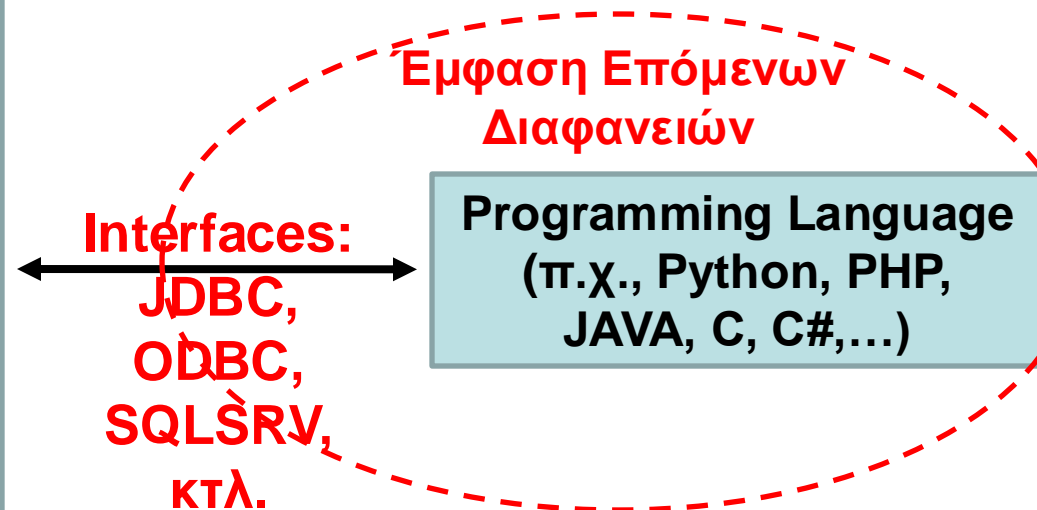 Έμφαση Επόμενων
Διαφανειών
Interfaces:
JDBC,
ODBC,
SQLSRV,
κτλ.
Programming Language
(π.χ., Python, PHP,
JAVA, C, C#,…)